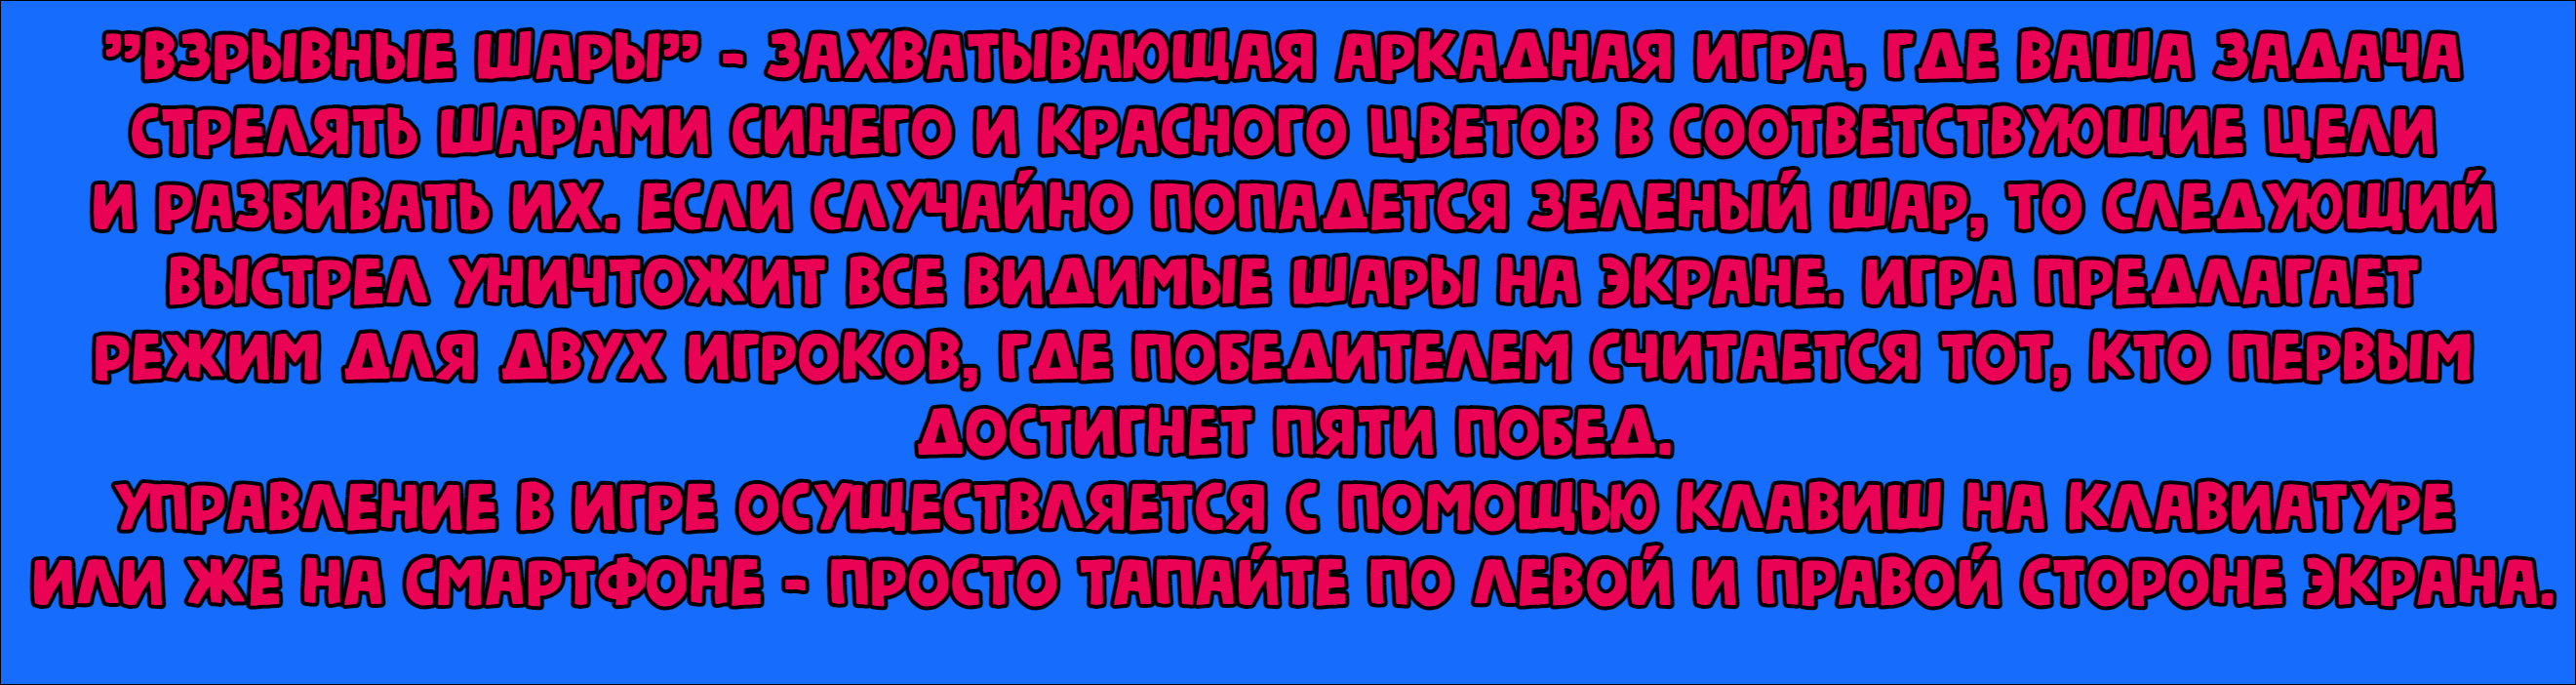 "ВЗРЫВНЫЕ ШАРЫ" - ЗАХВАТЫВАЮЩАЯ АРКАДНАЯ ИГРА, ГДЕ ВАША ЗАДАЧА
СТРЕЛЯТЬ ШАРАМИ СИНЕГО И КРАСНОГО ЦВЕТОВ В СООТВЕТСТВУЮЩИЕ ЦЕЛИ
И РАЗБИВАТЬ ИХ. ЕСЛИ СЛУЧАЙНО ПОПАДЕТСЯ ЗЕЛЕНЫЙ ШАР, ТО СЛЕДУЮЩИЙ
ВЫСТРЕЛ УНИЧТОЖИТ ВСЕ ВИДИМЫЕ ШАРЫ НА ЭКРАНЕ. ИГРА ПРЕДЛАГАЕТ
РЕЖИМ ДЛЯ ДВУХ ИГРОКОВ, ГДЕ ПОБЕДИТЕЛЕМ СЧИТАЕТСЯ ТОТ, КТО ПЕРВЫМ
ДОСТИГНЕТ ПЯТИ ПОБЕД.
УПРАВЛЕНИЕ В ИГРЕ ОСУЩЕСТВЛЯЕТСЯ С ПОМОЩЬЮ КЛАВИШ НА КЛАВИАТУРЕ
ИЛИ ЖЕ НА СМАРТФОНЕ - ПРОСТО ТАПАЙТЕ ПО ЛЕВОЙ И ПРАВОЙ СТОРОНЕ ЭКРАНА.